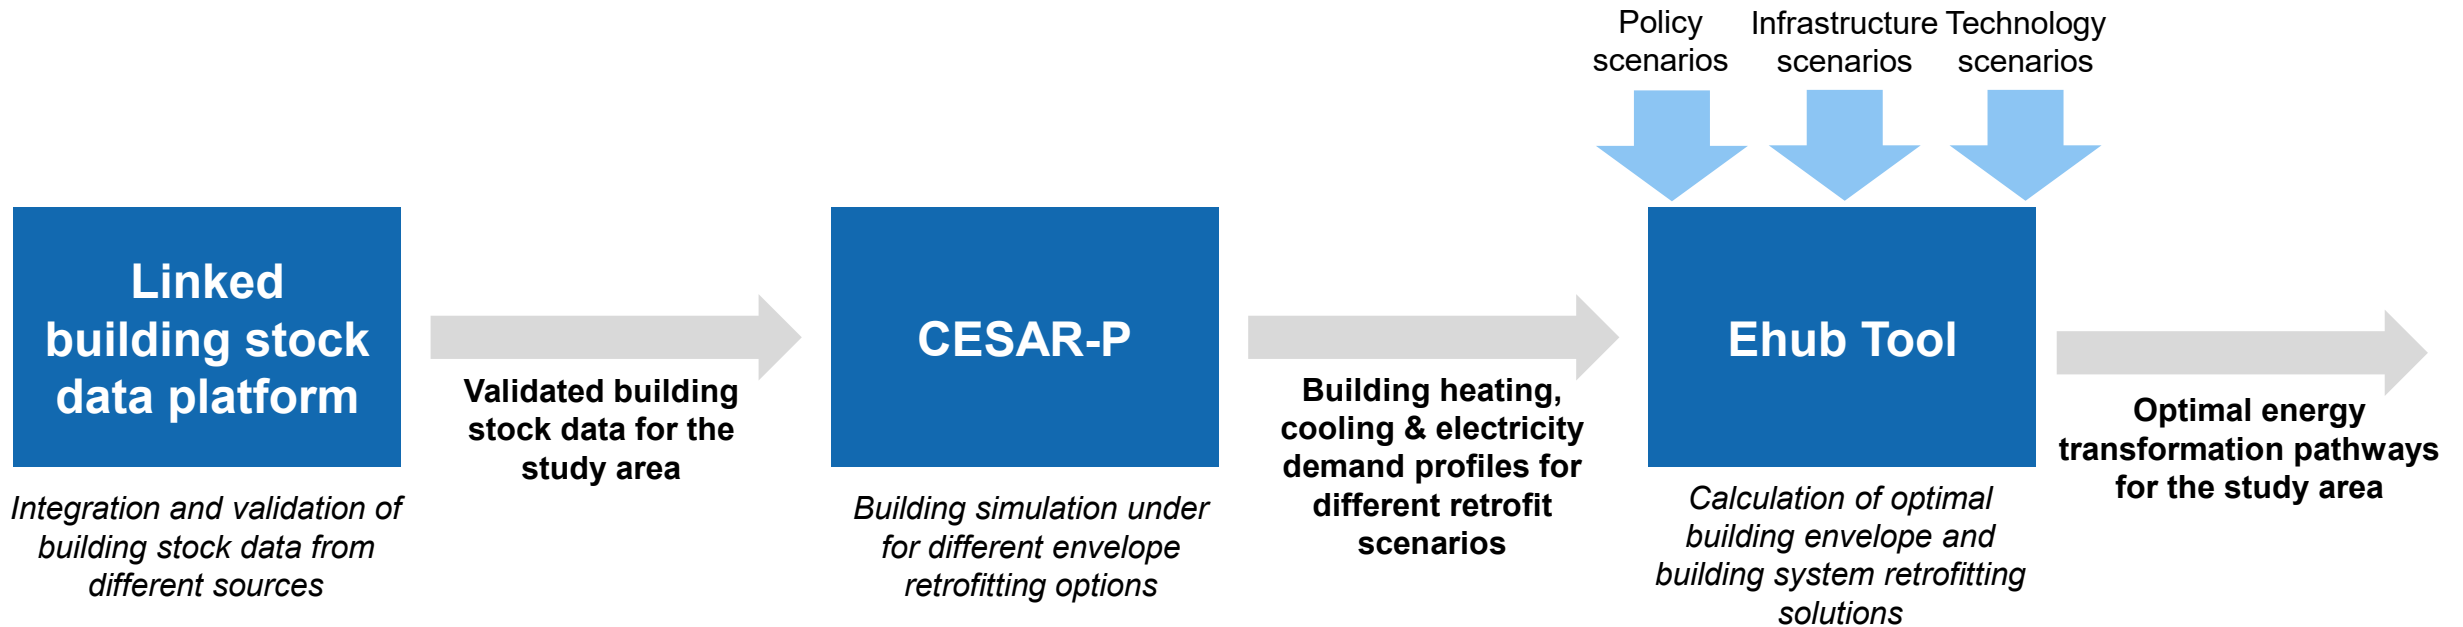 Policy
scenarios
Infrastructure
scenarios
Technology
scenarios
Linked
building stock
data platform
Integration and validation of
building stock data from
different sources
Validated building
stock data for the
study area
CESAR-P
Building simulation under
for different envelope
retrofitting options
Building heating,
cooling & electricity
demand profiles for
different retrofit
scenarios
Ehub Tool
Calculation of optimal
building envelope and
building system retrofitting
solutions
Optimal energy
transformation pathways
for the study area